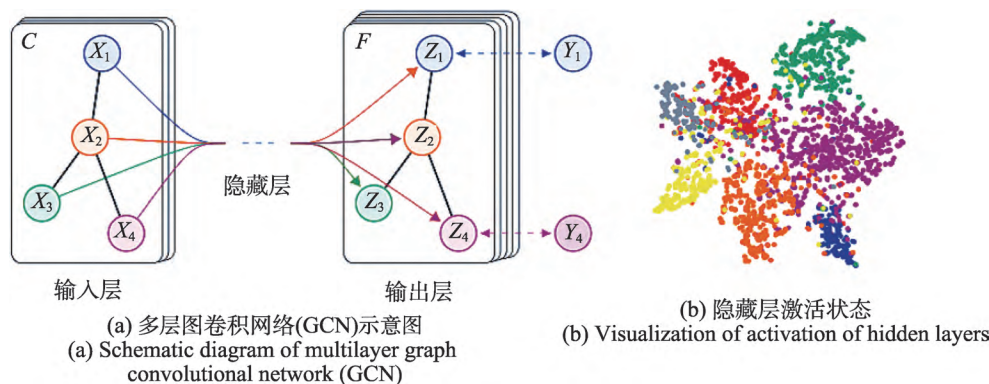 C
X1
X2
X3
X4
隐藏层
F
Z1
Z2
Z3
Z4
Y1
Y4
输入层
输出层
(a) 多层图卷积网络(GCN)示意图
(a) Schematic diagram of multilayer graph
convolutional network (GCN)
(b) 隐藏层激活状态
(b) Visualization of activation of hidden layers